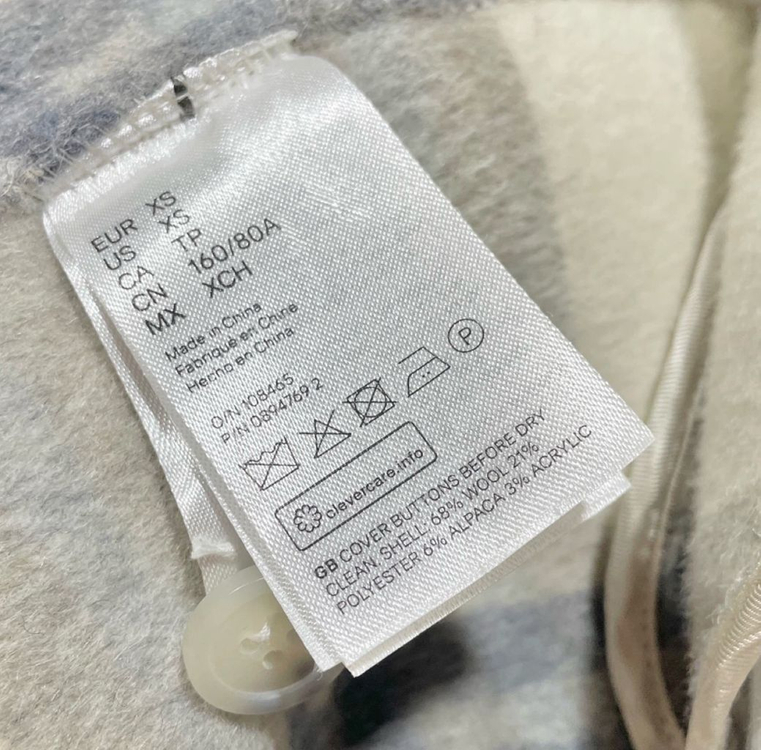 EUR XS
US XS
CA TP
CN 160/80A
MX XCH
Made in China
Fabriqué en Chine
Hecho en China
O/N 108465
P/N 0894769 2
P
clevercare.info
GB COVER BUTTONS BEFORE DRY
CLEAN. SHELL: 68% WOOL 21%
POLYESTER 6% ALPACA 3% ACRYLIC